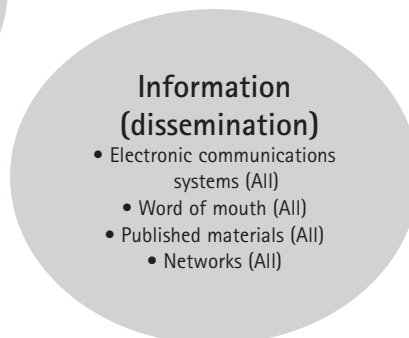 Information
(dissemination)
• Electronic communications
systems (All)
• Word of mouth (All)
• Published materials (All)
• Networks (All)